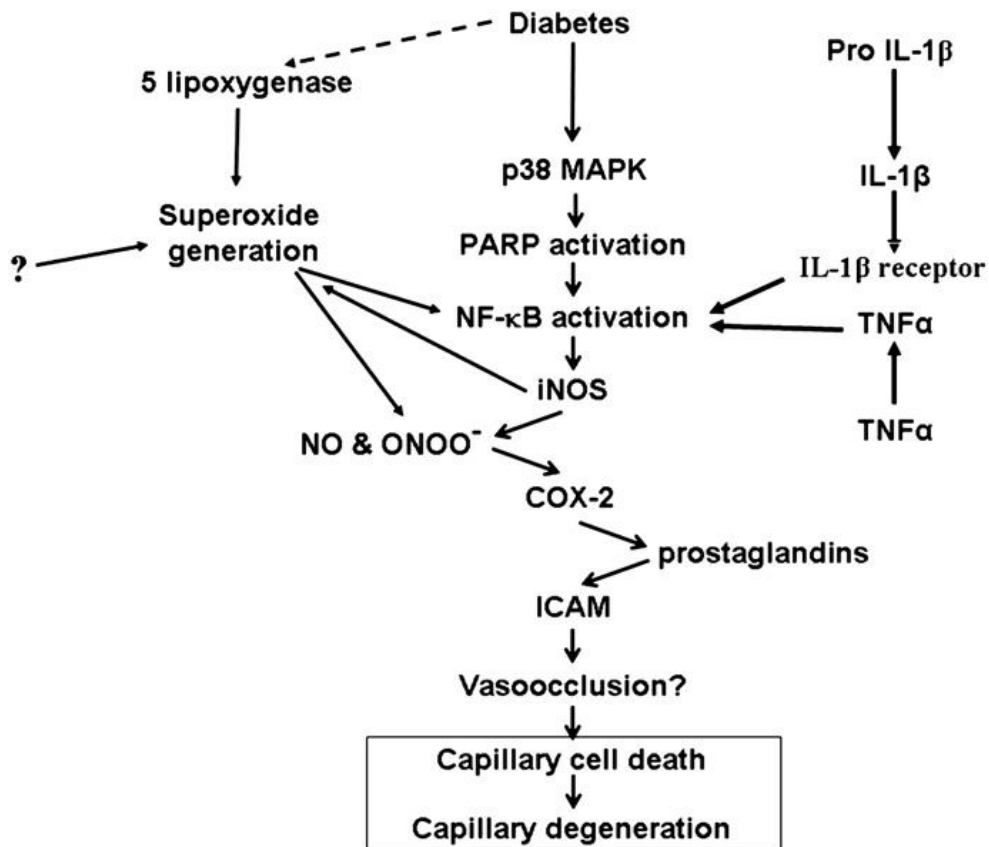 Diabetes
Pro IL-1β
5 lipoxygenase
p38 MAPK
IL-1β
Superoxide
generation
PARP activation
?
IL-1β receptor
NF-κB activation
TNFα
iNOS
NO & ONOO⁻
TNFα
COX-2
prostaglandins
ICAM
Vasoocclusion?
Capillary cell death
Capillary degeneration